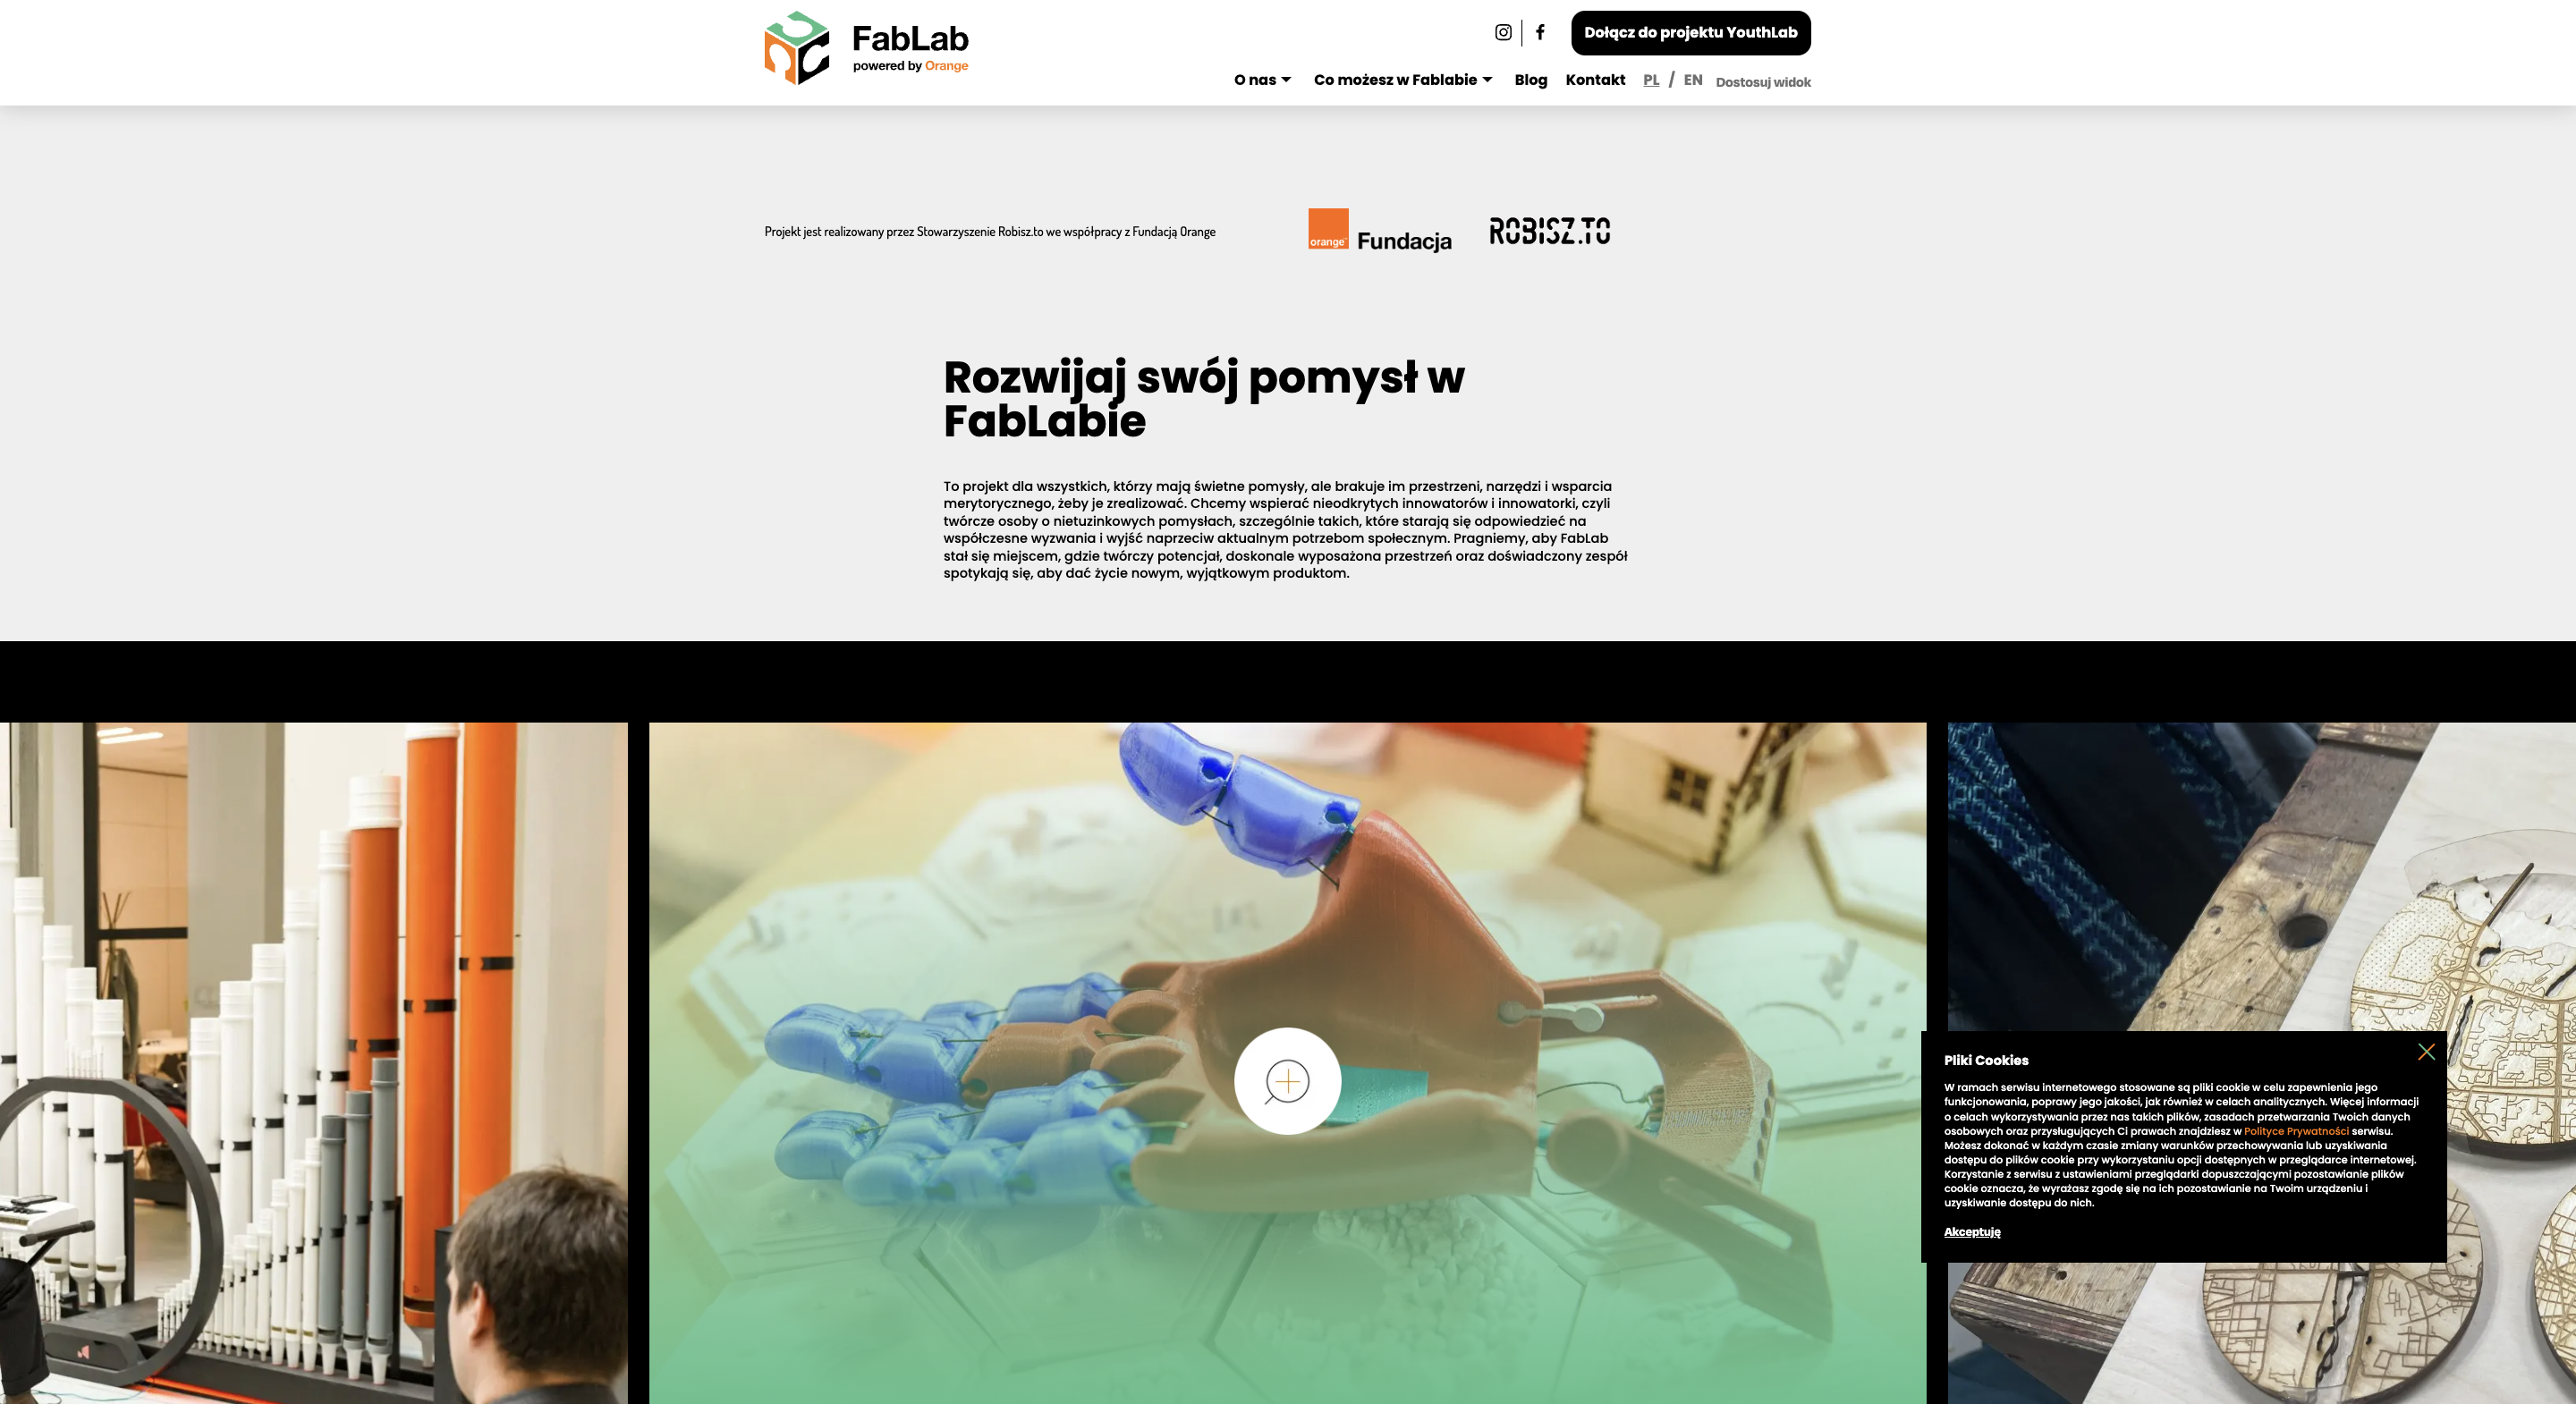 FabLab
powered by Orange
Dołącz do projektu YouthLab
O nas
Co możesz w Fablabie
Blog
Kontakt
PL / EN
Dostosuj widok
Projekt jest realizowany przez Stowarzyszenie Robisz.to we współpracy z Fundacją Orange
orange
Fundacja
ROBISZ.TO
Rozwijaj swój pomysł w
FabLabie
To projekt dla wszystkich, którzy mają świetne pomysły, ale brakuje im przestrzeni, narzędzi i wsparcia
merytorycznego, żeby je zrealizować. Chcemy wspierać nieodkrytych innowatorów i innowatorki, czyli
twórcze osoby o nietuzinkowych pomysłach, szczególnie takich, które starają się odpowiedzieć na
współczesne wyzwania i wyjść naprzeciw aktualnym potrzebom społecznym. Pragniemy, aby FabLab
stał się miejscem, gdzie twórczy potencjał, doskonale wyposażona przestrzeń oraz doświadczony zespół
spotykają się, aby dać życie nowym, wyjątkowym produktom.
Pliki Cookies
W ramach serwisu internetowego stosowane są pliki cookie w celu zapewnienia jego
funkcjonowania, poprawy jego jakości, jak również w celach analitycznych. Więcej informacji
o celach wykorzystywania przez nas takich plików, zasadach przetwarzania Twoich danych
osobowych oraz przysługujących Ci prawach znajdziesz w Polityce Prywatności serwisu.
Możesz dokonać w każdym czasie zmiany warunków przechowywania lub uzyskiwania
dostępu do plików cookie przy wykorzystaniu opcji dostępnych w przeglądarce internetowej.
Korzystanie z serwisu z ustawieniami przeglądarki dopuszczającymi pozostawianie plików
cookie oznacza, że wyrażasz zgodę się na ich pozostawianie na Twoim urządzeniu i
uzyskiwanie dostępu do nich.
Akceptuję